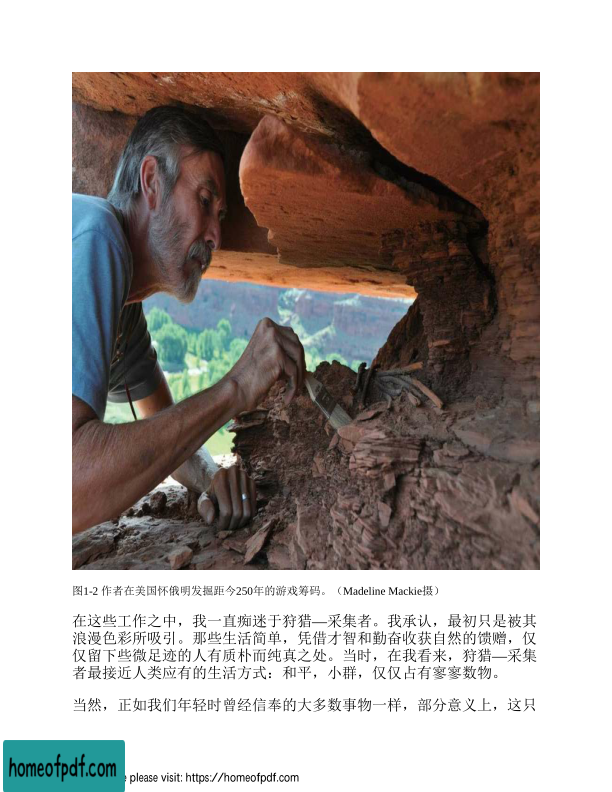 图1-2 作者在美国怀俄明发掘距今250年的游戏筹码。（Madeline Mackie摄）
在这些工作之中，我一直痴迷于狩猎—采集者。我承认，最初只是被其
浪漫色彩所吸引。那些生活简单，凭借才智和勤奋收获自然的馈赠，仅
仅留下些微足迹的人有质朴而纯真之处。当时，在我看来，狩猎—采集
者最接近人类应有的生活方式：和平，小群，仅仅占有寥寥数物。
当然，正如我们年轻时曾经信奉的大多数事物一样，部分意义上，这只
homeofpdf.com
please visit: https://homeofpdf.com